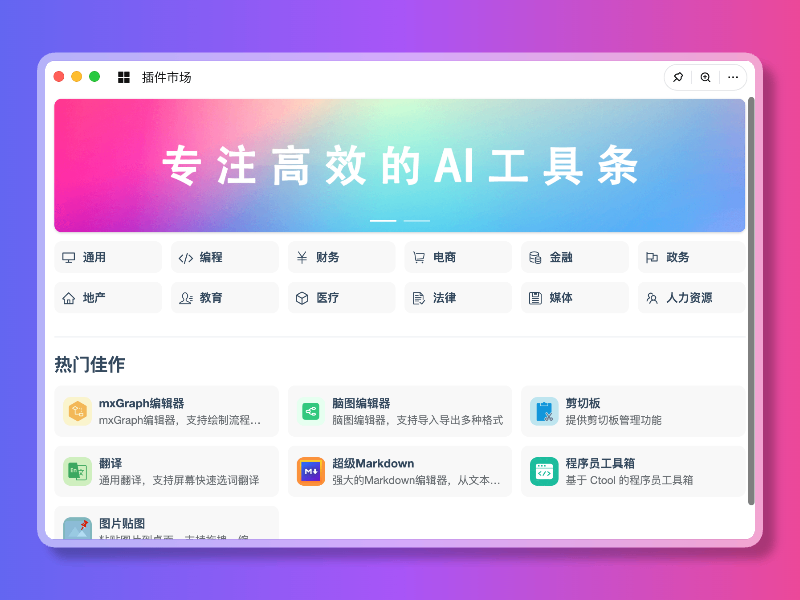 插件市场
专注高效的AI工具条
通用
编程
财务
电商
金融
政务
地产
教育
医疗
法律
媒体
人力资源
热门佳作
mxGraph编辑器
mxGraph编辑器，支持绘制流程...
脑图编辑器
脑图编辑器，支持导入导出多种格式
剪切板
提供剪切板管理功能
翻译
通用翻译，支持屏幕快速选词翻译
超级Markdown
强大的Markdown编辑器，从文本...
程序员工具箱
基于 Ctool 的程序员工具箱
图片贴图